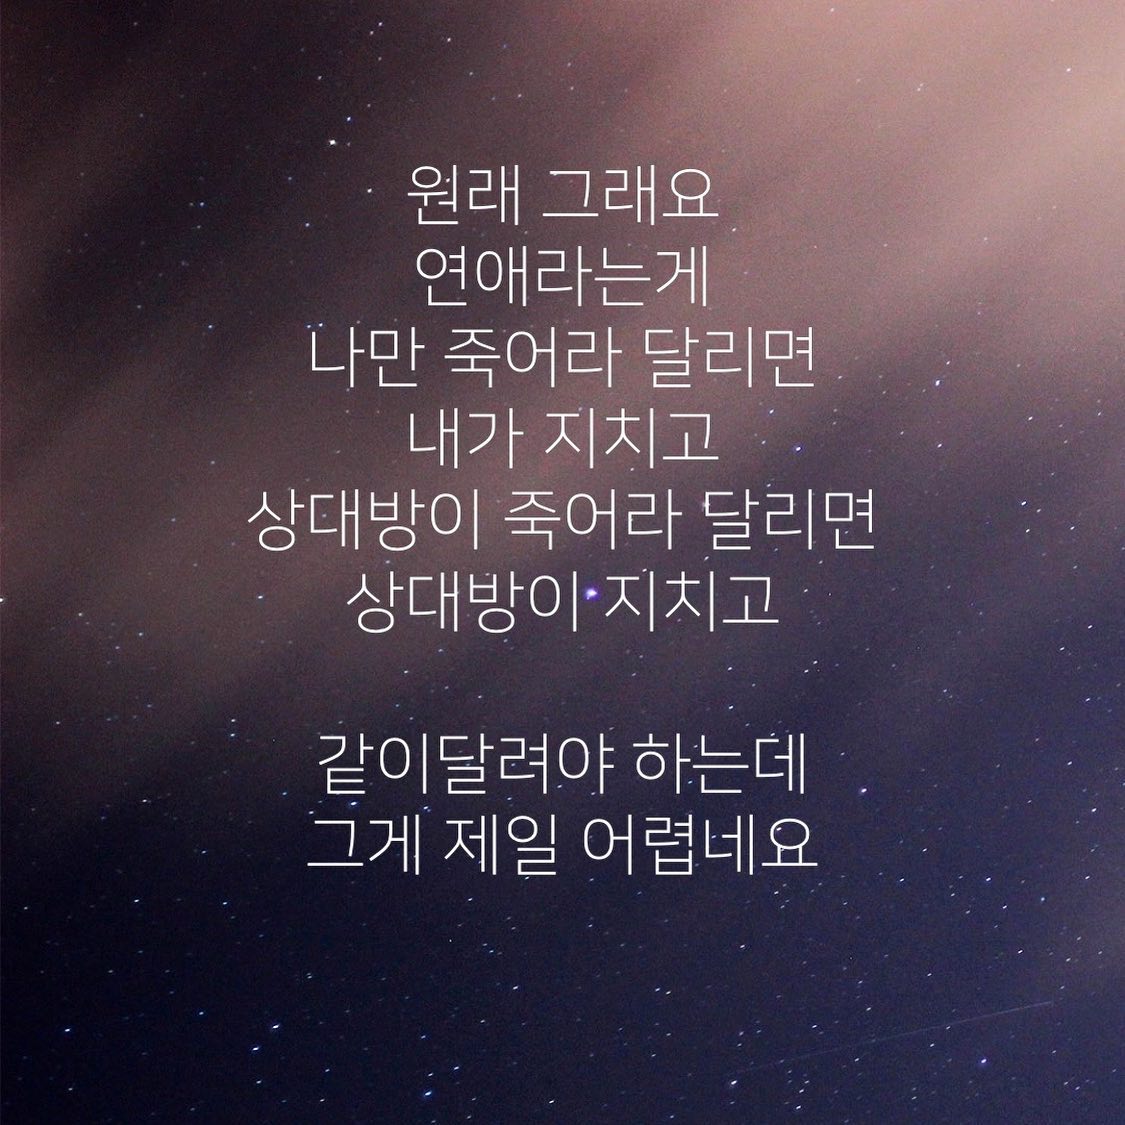 원래 그래요
연애라는게
나만 죽어라 달리면
내가 지치고
상대방이 죽어라 달리면
상대방이 지치고
같이달려야 하는데
그게 제일 어렵네요